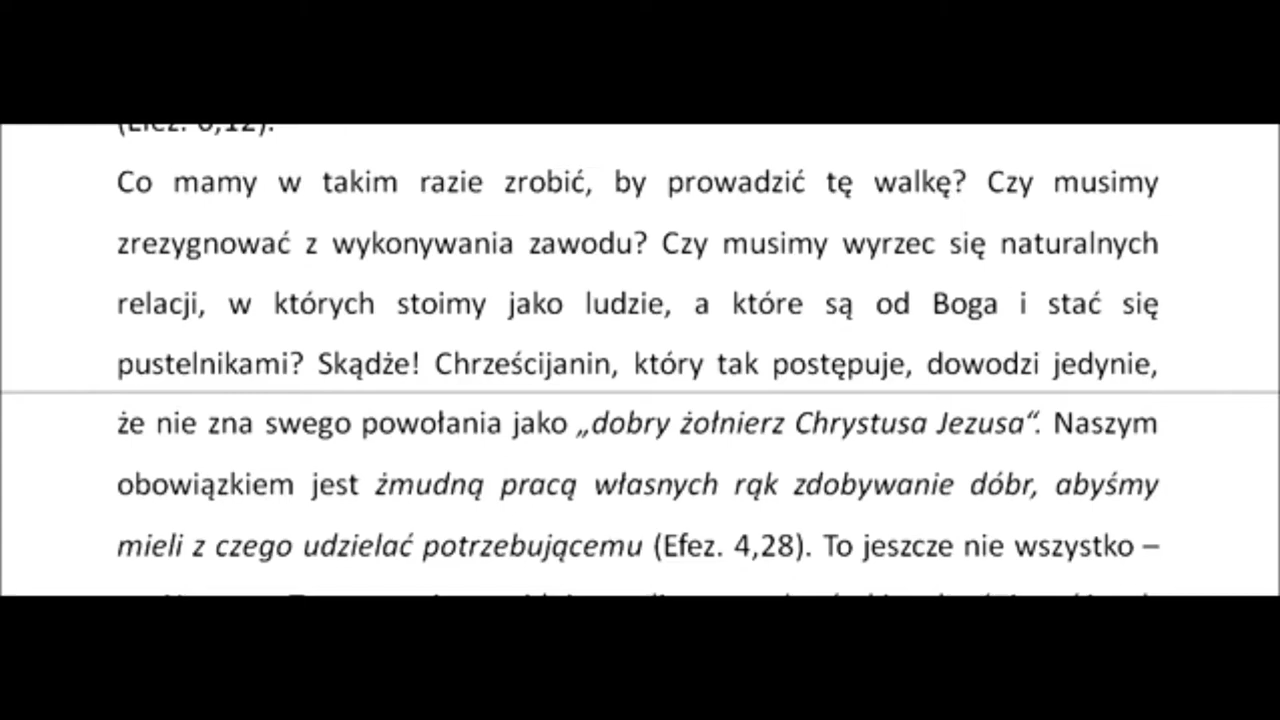 (Efez. 6,12).
Co mamy w takim razie zrobić, by prowadzić tę walkę? Czy musimy
zrezygnować z wykonywania zawodu? Czy musimy wyrzec się naturalnych
relacji, w których stoimy jako ludzie, a które są od Boga i stać się
pustelnikami? Skądże! Chrześcijanin, który tak postępuje, dowodzi jedynie,
że nie zna swego powołania jako „dobry żołnierz Chrystusa Jezusa“. Naszym
obowiązkiem jest żmudną pracą własnych rąk zdobywanie dóbr, abyśmy
mieli z czego udzielać potrzebującemu (Efez. 4,28). To jeszcze nie wszystko –